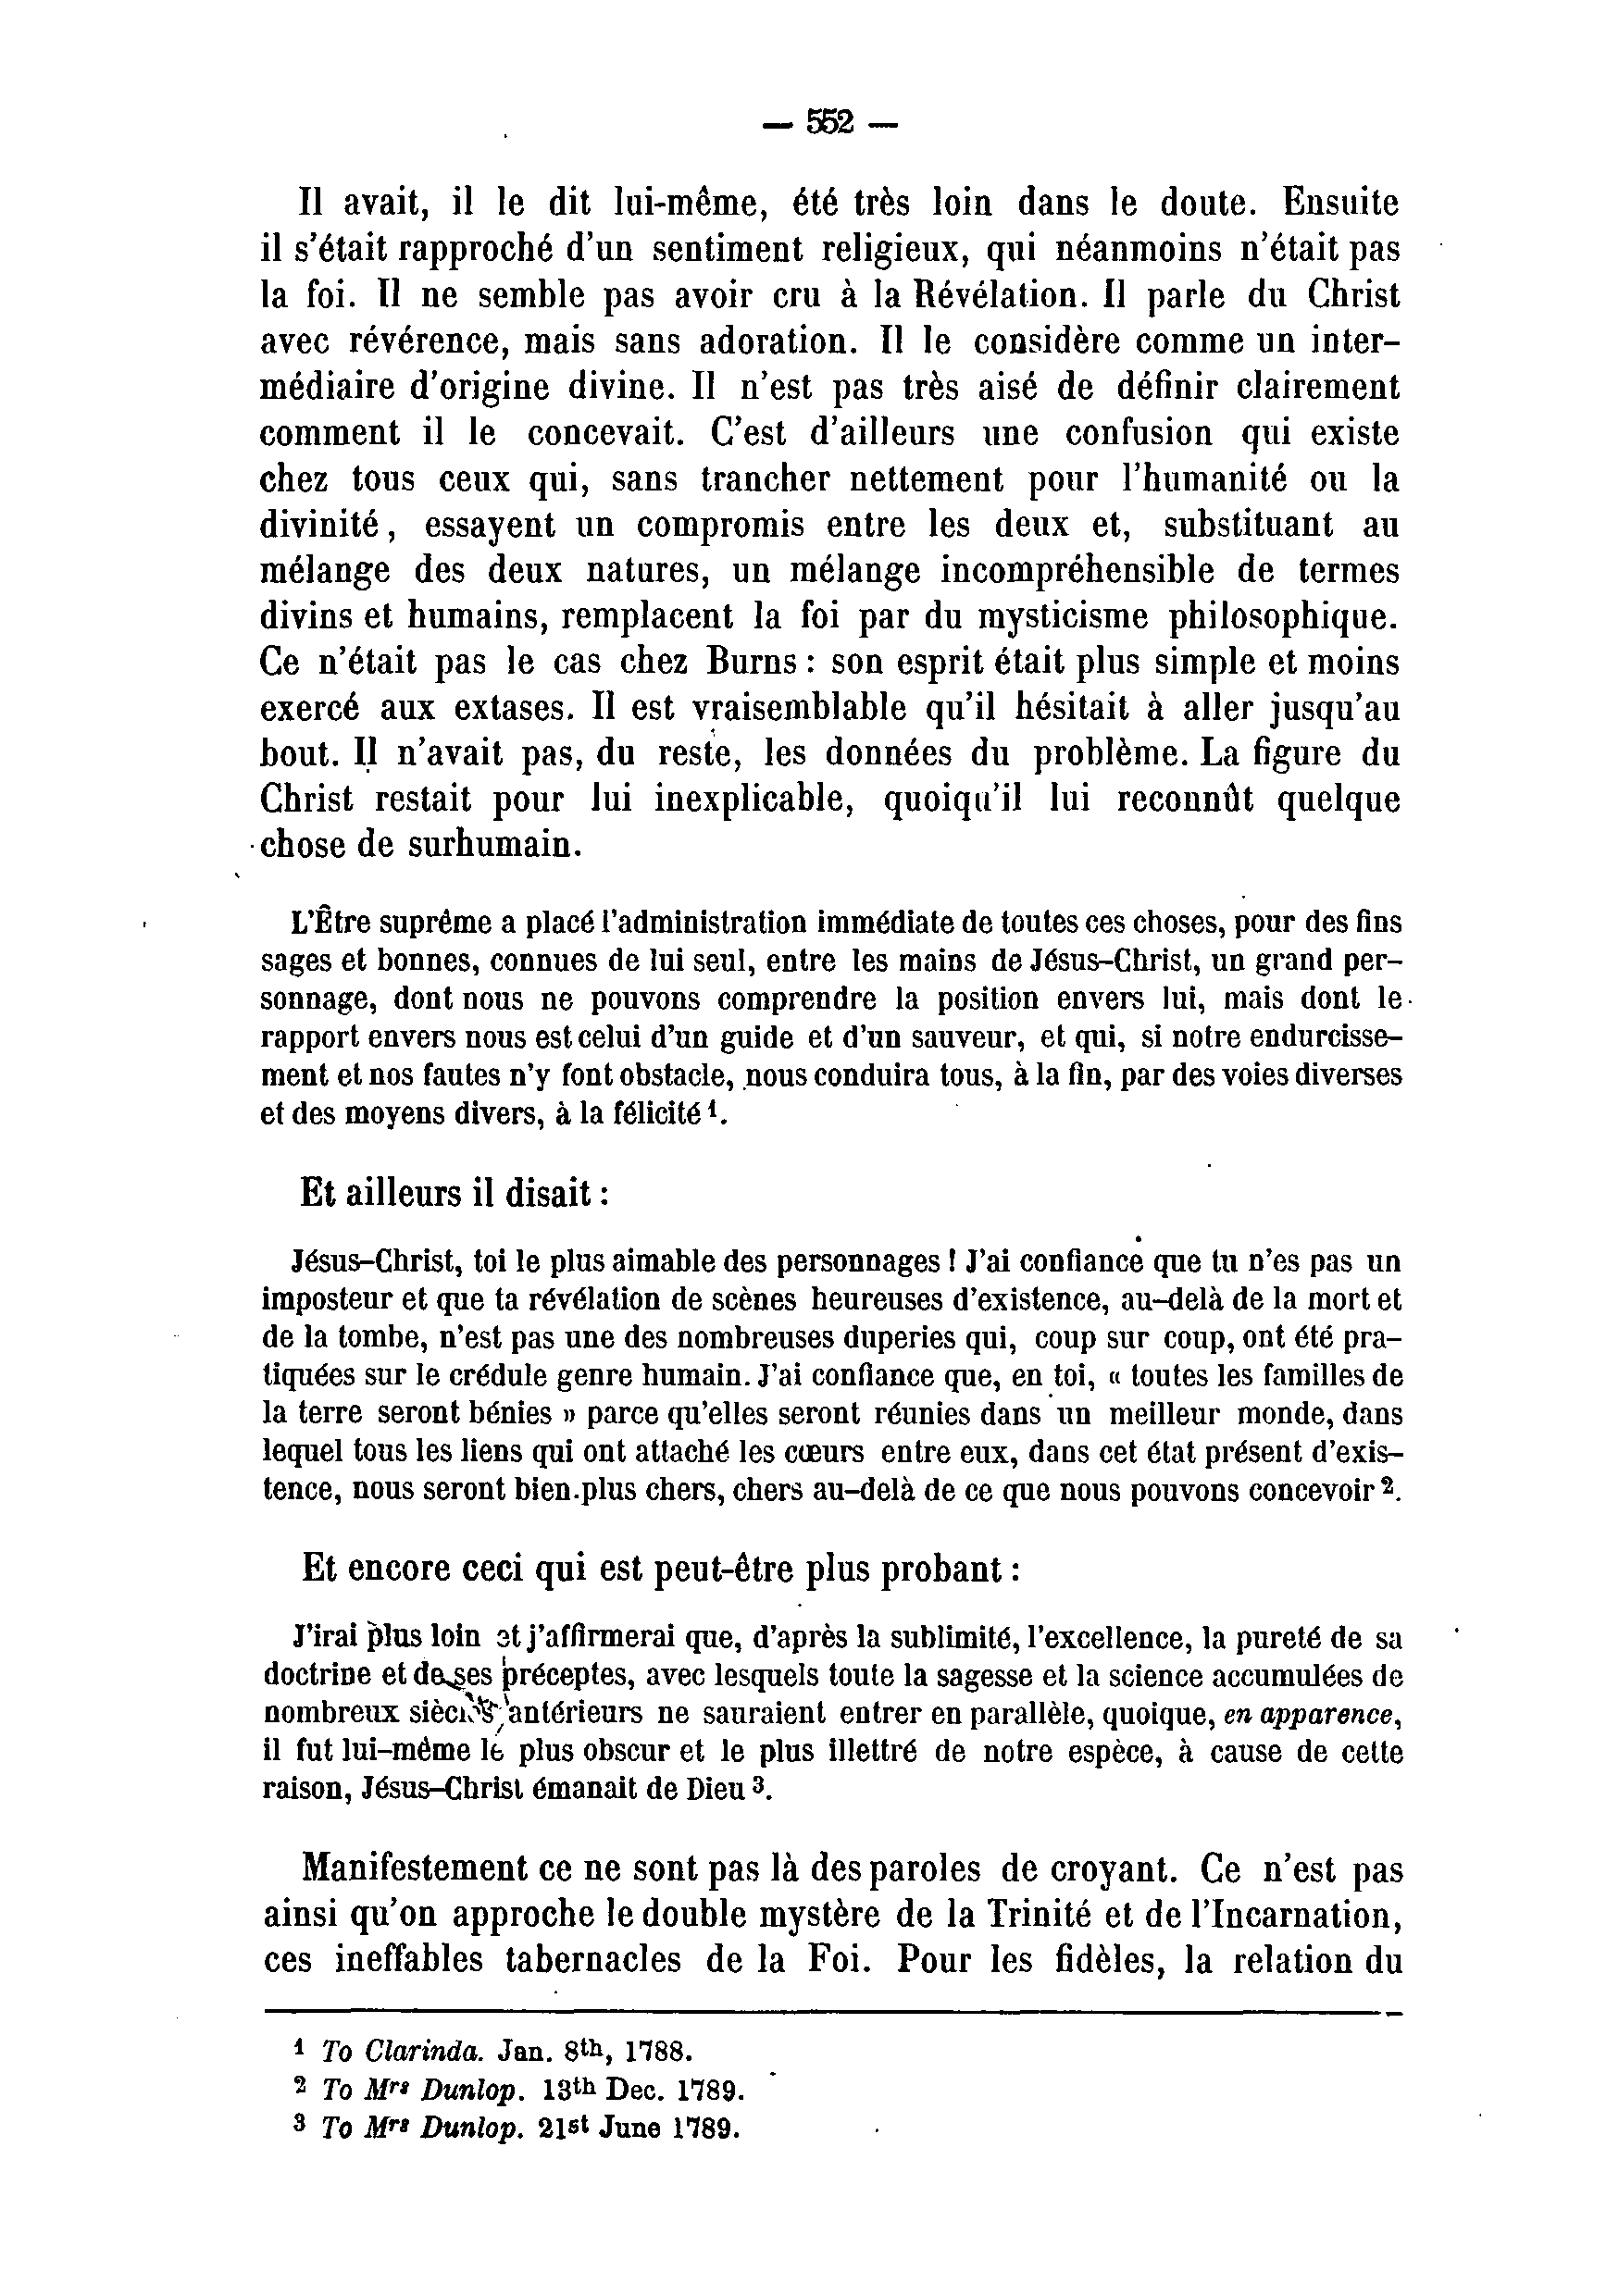 — 552 —
Il avait, il le dit lui-même, été très loin dans le doute. Ensuite
il s'était rapproché d'un sentiment religieux, qui néanmoins n'était pas
la foi. Il ne semble pas avoir cru à la Révélation. Il parle du Christ
avec révérence, mais sans adoration. Il le considère comme un inter-
médiaire d'origine divine. Il n'est pas très aisé de définir clairement
comment il le concevait. C'est d'ailleurs une confusion qui existe
chez tous ceux qui, sans trancher nettement pour l'humanité ou la
divinité, essayent un compromis entre les deux et, substituant au
mélange des deux natures, un mélange incompréhensible de termes
divins et humains, remplacent la foi par du mysticisme philosophique.
Ce n'était pas le cas chez Burns : son esprit était plus simple et moins
exercé aux extases. Il est vraisemblable qu'il hésitait à aller jusqu'au
bout. Il n'avait pas, du reste, les données du problème. La figure du
Christ restait pour lui inexplicable, quoiqu'il lui reconnût quelque
chose de surhumain.
L'Être suprême a placé l'administration immédiate de toutes ces choses, pour des fins
sages et bonnes, connues de lui seul, entre les mains de Jésus-Christ, un grand per-
sonnage, dont nous ne pouvons comprendre la position envers lui, mais dont le
rapport envers nous est celui d'un guide et d'un sauveur, et qui, si notre endurcisse-
ment et nos fautes n'y font obstacle, nous conduira tous, à la fin, par des voies diverses
et des moyens divers, à la félicité 1.
Et ailleurs il disait :
Jésus-Christ, toi le plus aimable des personnages ! J'ai confiance que tu n'es pas un
imposteur et que ta révélation de scènes heureuses d'existence, au-delà de la mort et
de la tombe, n'est pas une des nombreuses duperies qui, coup sur coup, ont été pra-
tiquées sur le crédule genre humain. J'ai confiance que, en toi, « toutes les familles de
la terre seront bénies » parce qu'elles seront réunies dans un meilleur monde, dans
lequel tous les liens qui ont attaché les cœurs entre eux, dans cet état présent d'exis-
tence, nous seront bien plus chers, chers au-delà de ce que nous pouvons concevoir 2.
Et encore ceci qui est peut-être plus probant :
J'irai plus loin et j'affirmerai que, d'après la sublimité, l'excellence, la pureté de sa
doctrine et de ses préceptes, avec lesquels toute la sagesse et la science accumulées de
nombreux siècles antérieurs ne sauraient entrer en parallèle, quoique, en apparence,
il fut lui-même le plus obscur et le plus illettré de notre espèce, à cause de cette
raison, Jésus-Christ émanait de Dieu 3.
Manifestement ce ne sont pas là des paroles de croyant. Ce n'est pas
ainsi qu'on approche le double mystère de la Trinité et de l'Incarnation,
ces ineffables tabernacles de la Foi. Pour les fidèles, la relation du
1 To Clarinda. Jan. 8th, 1788.
2 To Mrs Dunlop. 13th Dec. 1789.
3 To Mrs Dunlop. 21st June 1789.